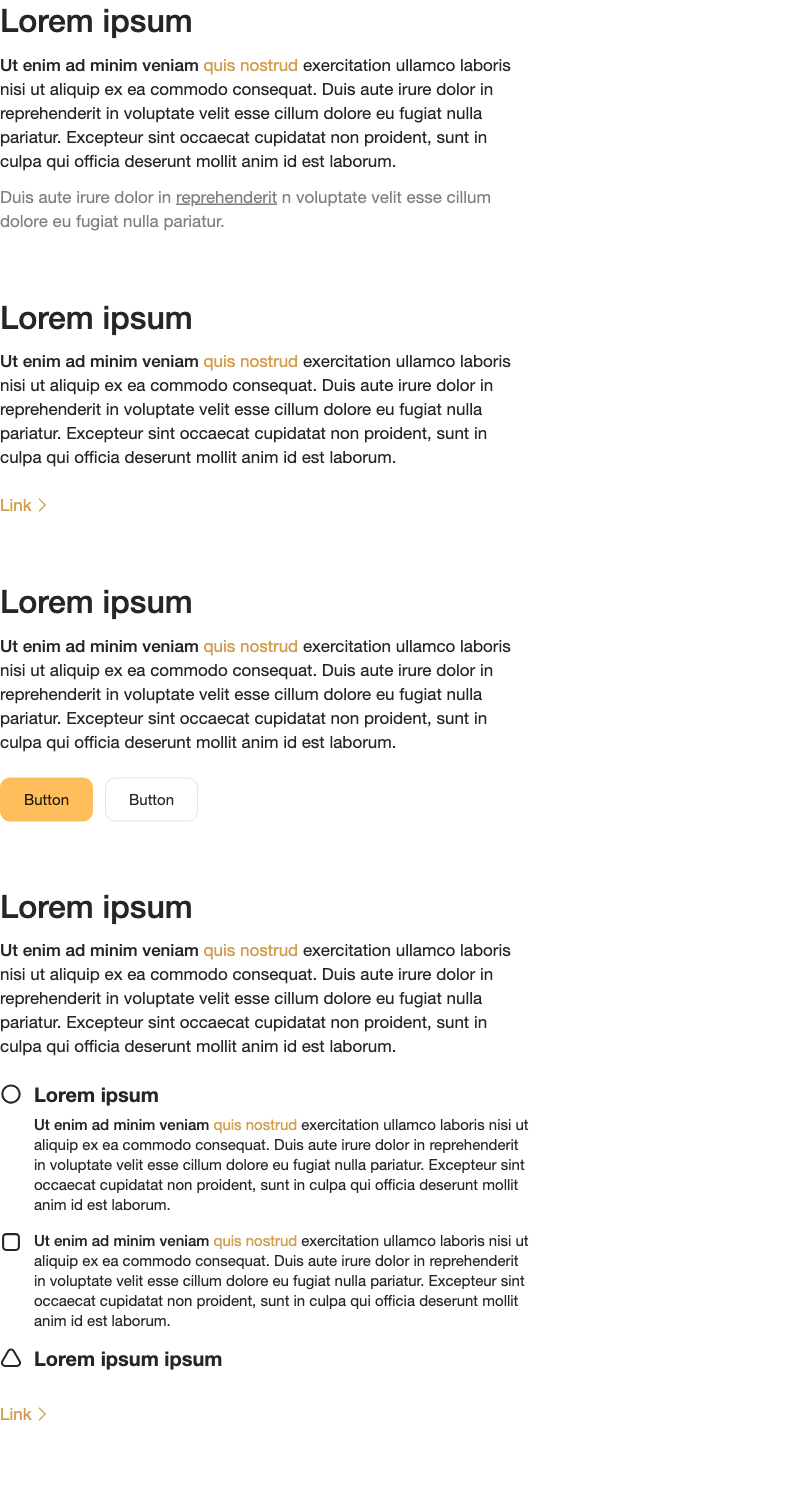 Lorem ipsum
Ut enim ad minim veniam quis nostrud exercitation ullamco laboris
nisi ut aliquip ex ea commodo consequat. Duis aute irure dolor in
reprehenderit in voluptate velit esse cillum dolore eu fugiat nulla
pariatur. Excepteur sint occaecat cupidatat non proident, sunt in
culpa qui officia deserunt mollit anim id est laborum.
Duis aute irure dolor in reprehenderit n voluptate velit esse cillum
dolore eu fugiat nulla pariatur.
Lorem ipsum
Ut enim ad minim veniam quis nostrud exercitation ullamco laboris
nisi ut aliquip ex ea commodo consequat. Duis aute irure dolor in
reprehenderit in voluptate velit esse cillum dolore eu fugiat nulla
pariatur. Excepteur sint occaecat cupidatat non proident, sunt in
culpa qui officia deserunt mollit anim id est laborum.
Link
Lorem ipsum
Ut enim ad minim veniam quis nostrud exercitation ullamco laboris
nisi ut aliquip ex ea commodo consequat. Duis aute irure dolor in
reprehenderit in voluptate velit esse cillum dolore eu fugiat nulla
pariatur. Excepteur sint occaecat cupidatat non proident, sunt in
culpa qui officia deserunt mollit anim id est laborum.
Button Button
Lorem ipsum
Ut enim ad minim veniam quis nostrud exercitation ullamco laboris
nisi ut aliquip ex ea commodo consequat. Duis aute irure dolor in
reprehenderit in voluptate velit esse cillum dolore eu fugiat nulla
pariatur. Excepteur sint occaecat cupidatat non proident, sunt in
culpa qui officia deserunt mollit anim id est laborum.
Lorem ipsum
Ut enim ad minim veniam quis nostrud exercitation ullamco laboris nisi ut
aliquip ex ea commodo consequat. Duis aute irure dolor in reprehenderit
in voluptate velit esse cillum dolore eu fugiat nulla pariatur. Excepteur sint
occaecat cupidatat non proident, sunt in culpa qui officia deserunt mollit
anim id est laborum.
Ut enim ad minim veniam quis nostrud exercitation ullamco laboris nisi ut
aliquip ex ea commodo consequat. Duis aute irure dolor in reprehenderit
in voluptate velit esse cillum dolore eu fugiat nulla pariatur. Excepteur sint
occaecat cupidatat non proident, sunt in culpa qui officia deserunt mollit
anim id est laborum.
Lorem ipsum ipsum
Link